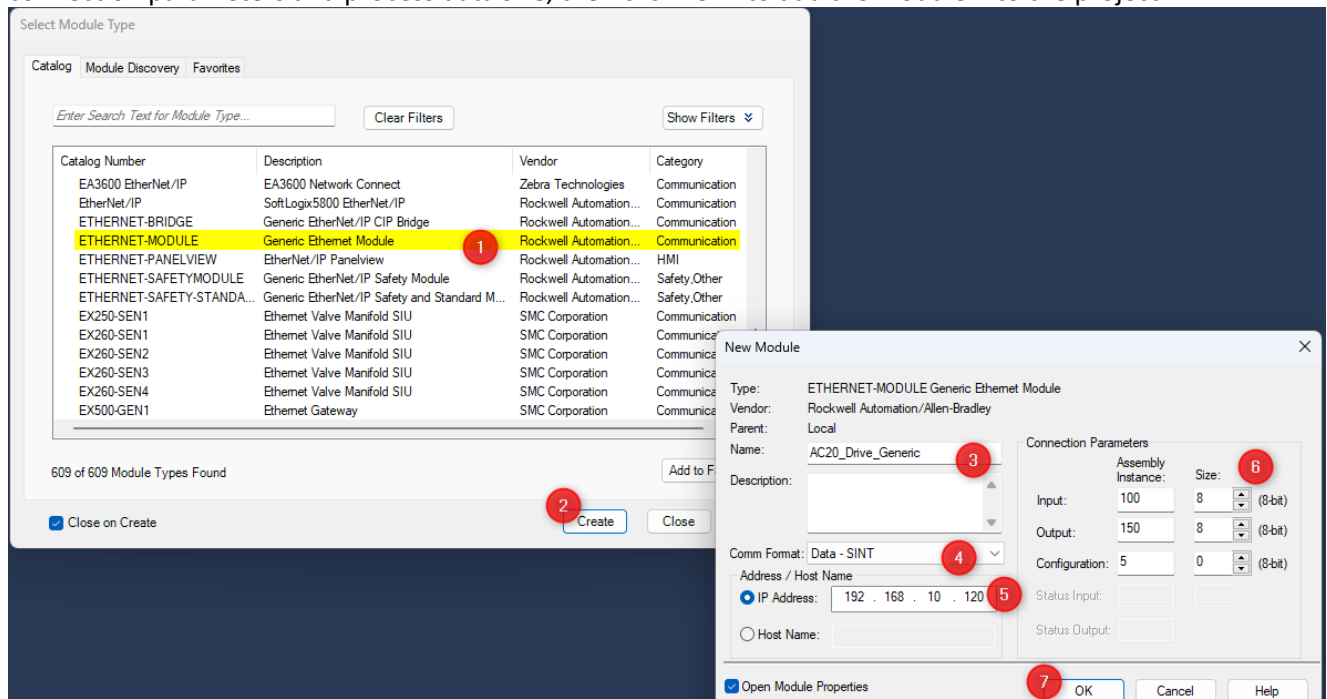 Select Module Type
Catalog Module Discovery Favorites
Enter Search Text for Module Type... Clear Filters Show Filters
Catalog Number Description Vendor Category
EA3600 EtherNet/IP EA3600 Network Connect Zebra Technologies Communication
EtherNet/IP SoftLogix5800 EtherNet/IP Rockwell Automation... Communication
ETHERNET-BRIDGE Generic EtherNet/IP CIP Bridge Rockwell Automation... Communication
ETHERNET-MODULE Generic Ethernet Module 1 Rockwell Automation... Communication
ETHERNET-PANELVIEW EtherNet/IP Panelview Rockwell Automation... HMI
ETHERNET-SAFETYMODULE Generic EtherNet/IP Safety Module Rockwell Automation... Safety,Other
ETHERNET-SAFETY-STANDA... Generic EtherNet/IP Safety and Standard M... Rockwell Automation... Safety,Other
EX250-SEN1 Ethernet Valve Manifold SIU SMC Corporation Communication
EX260-SEN1 Ethernet Valve Manifold SIU SMC Corporation Communica
EX260-SEN2 Ethernet Valve Manifold SIU SMC Corporation Communica
EX260-SEN3 Ethernet Valve Manifold SIU SMC Corporation Communica
EX260-SEN4 Ethernet Valve Manifold SIU SMC Corporation Communica
EX500-GEN1 Ethernet Gateway SMC Corporation Communica
609 of 609 Module Types Found Add to F
Close on Create 2 Create Close
New Module
Type: ETHERNET-MODULE Generic Ethernet Module
Vendor: Rockwell Automation/Allen-Bradley
Parent: Local
Name: AC20_Drive_Generic 3
Description:
Comm Format: Data - SINT 4
Address / Host Name
IP Address: 192 . 168 . 10 . 120 5
Host Name:
Connection Parameters
Assembly Instance: Size: 6
Input: 100 8 (8-bit)
Output: 150 8 (8-bit)
Configuration: 5 0 (8-bit)
Status Input:
Status Output:
Open Module Properties 7 OK Cancel Help